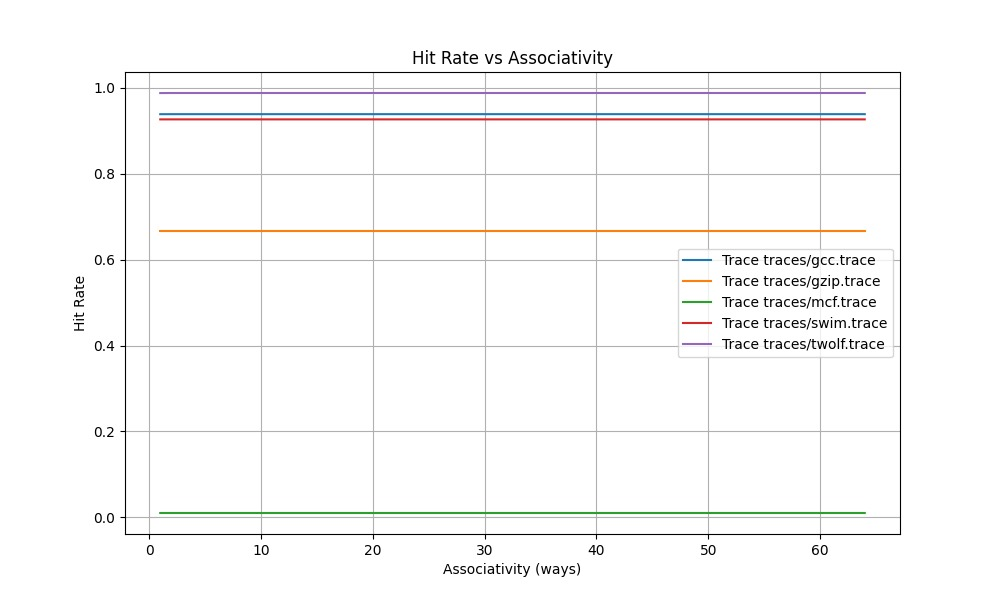 Hit Rate vs Associativity
1.0
0.8
0.6
0.4
0.2
0.0
Hit Rate
Trace traces/gcc.trace
Trace traces/gzip.trace
Trace traces/mcf.trace
Trace traces/swim.trace
Trace traces/twolf.trace
0 10 20 30 40 50 60
Associativity (ways)